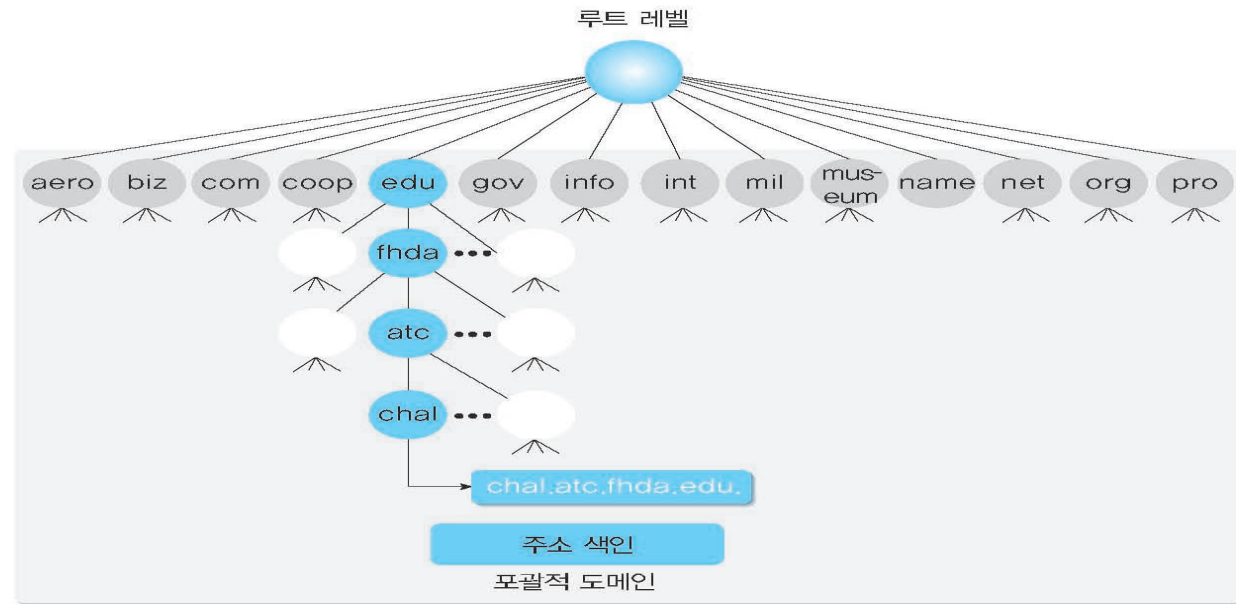 루트 레벨
aero biz com coop edu gov info int mil mus-
eum name net org pro
fhda
atc
chal
chal.atc.fhda.edu.
주소 색인
포괄적 도메인